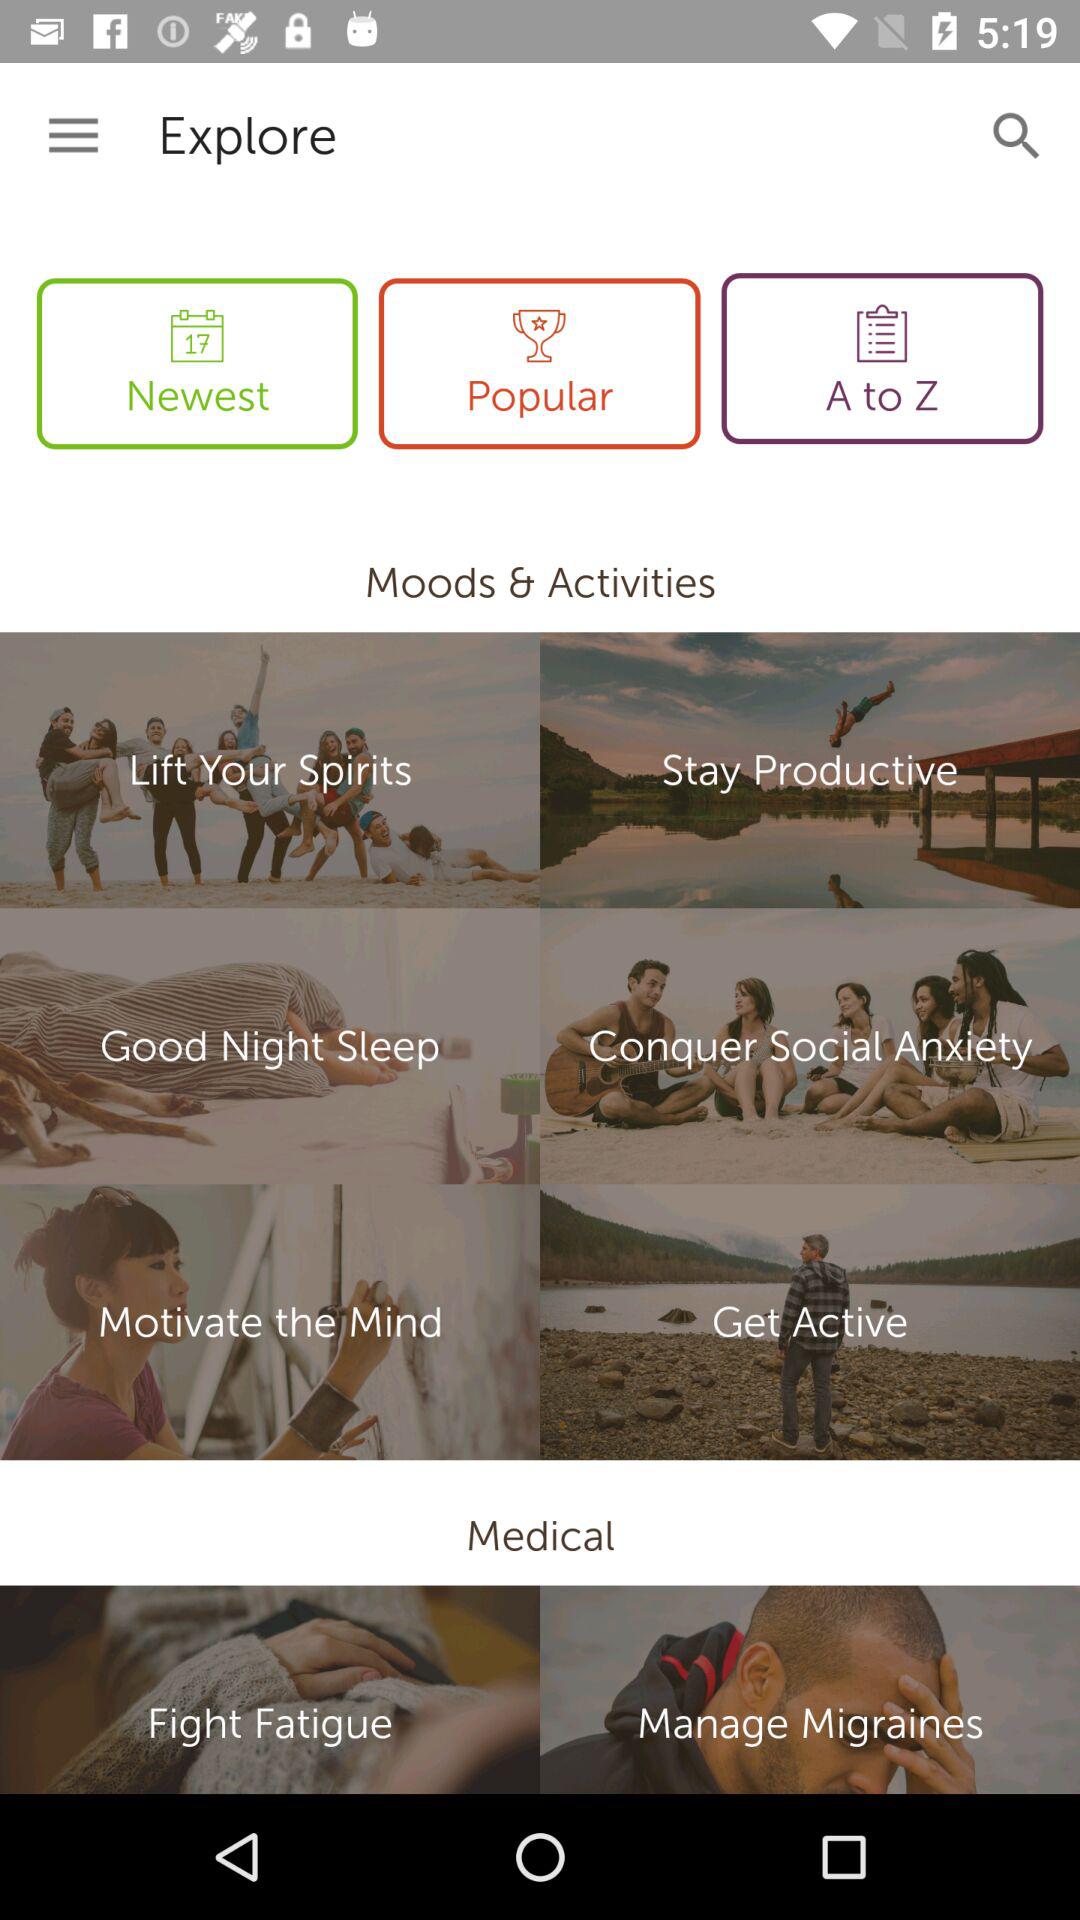 FAKE
5:19
Explore
17
Newest
Popular
A to Z
Moods & Activities
Lift Your Spirits
Stay Productive
Good Night Sleep
Conquer Social Anxiety
Motivate the Mind
Get Active
Medical
Fight Fatigue
Manage Migraines